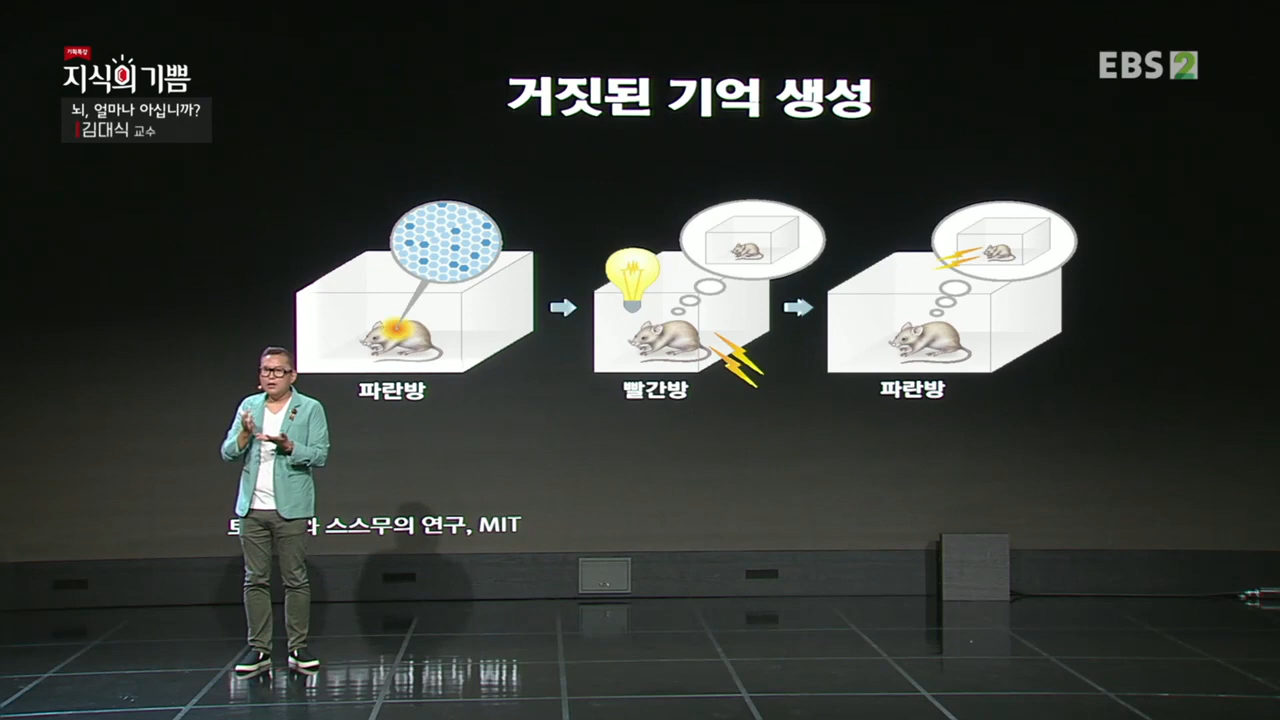 기획특강
지식의 기쁨
뇌, 얼마나 아십니까?
김대식 교수
EBS 2
거짓된 기억 생성
파란방
빨간방
파란방
스스무의 연구, MIT